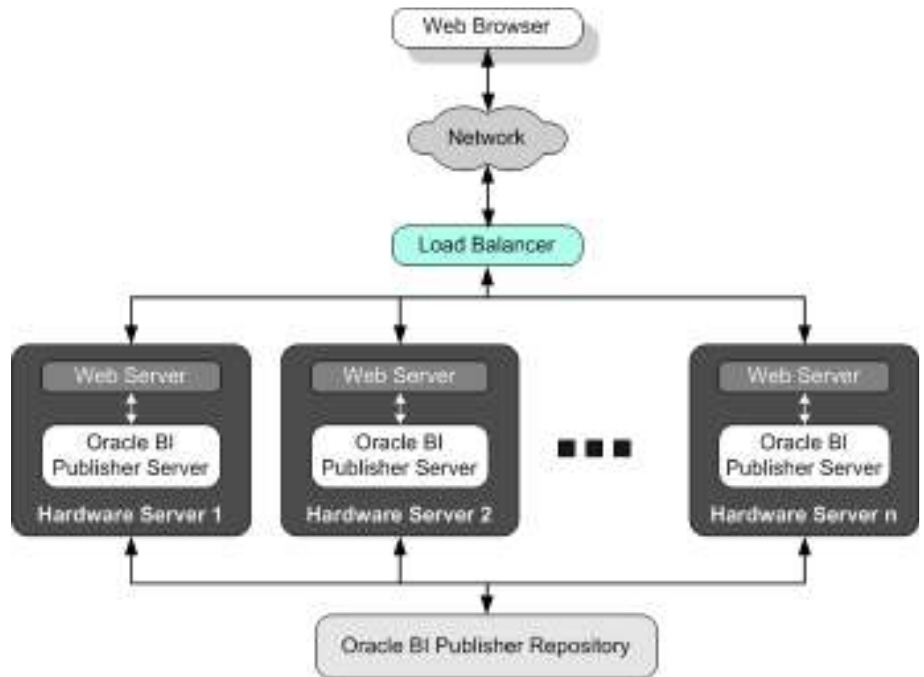 Web Browser
Network
Load Balancer
Web Server
Oracle BI
Publisher Server
Hardware Server 1
Web Server
Oracle BI
Publisher Server
Hardware Server 2
Web Server
Oracle BI
Publisher Server
Hardware Server n
Oracle BI Publisher Repository